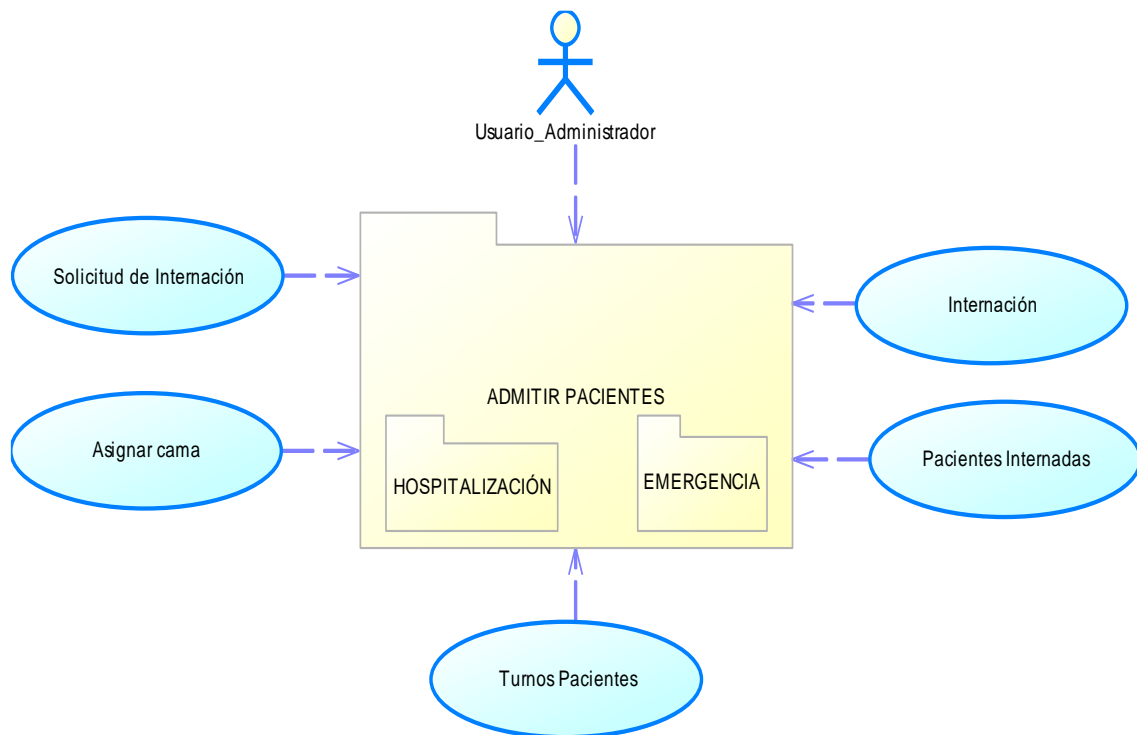 Usuario_Administrador
Solicitud de Internación
Internación
ADMITIR PACIENTES
Asignar cama
Pacientes Internadas
HOSPITALIZACIÓN
EMERGENCIA
Turnos Pacientes